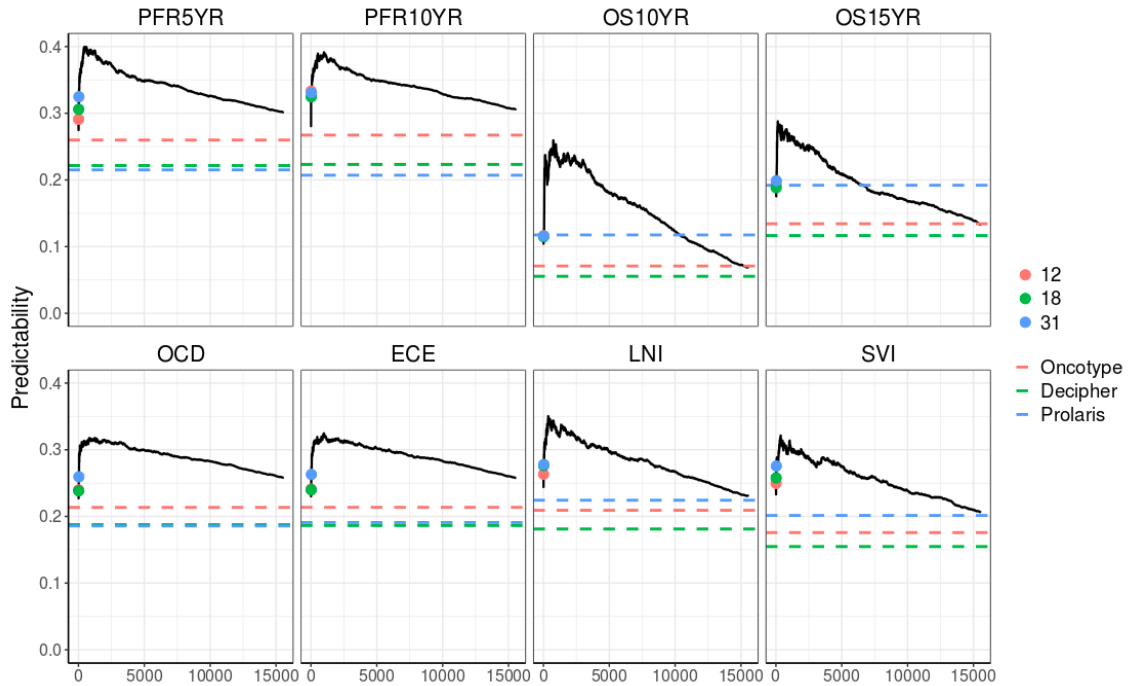 PFR5YR PFR10YR OS10YR OS15YR
0.4
0.3
0.2
0.1
0.0
OCD ECE LNI SVI
0.4
0.3
0.2
0.1
0.0
0 5000 10000 15000 0 5000 10000 15000 0 5000 10000 15000 0 5000 10000 15000
Predictability
12
18
31
Oncotype
Decipher
Prolaris